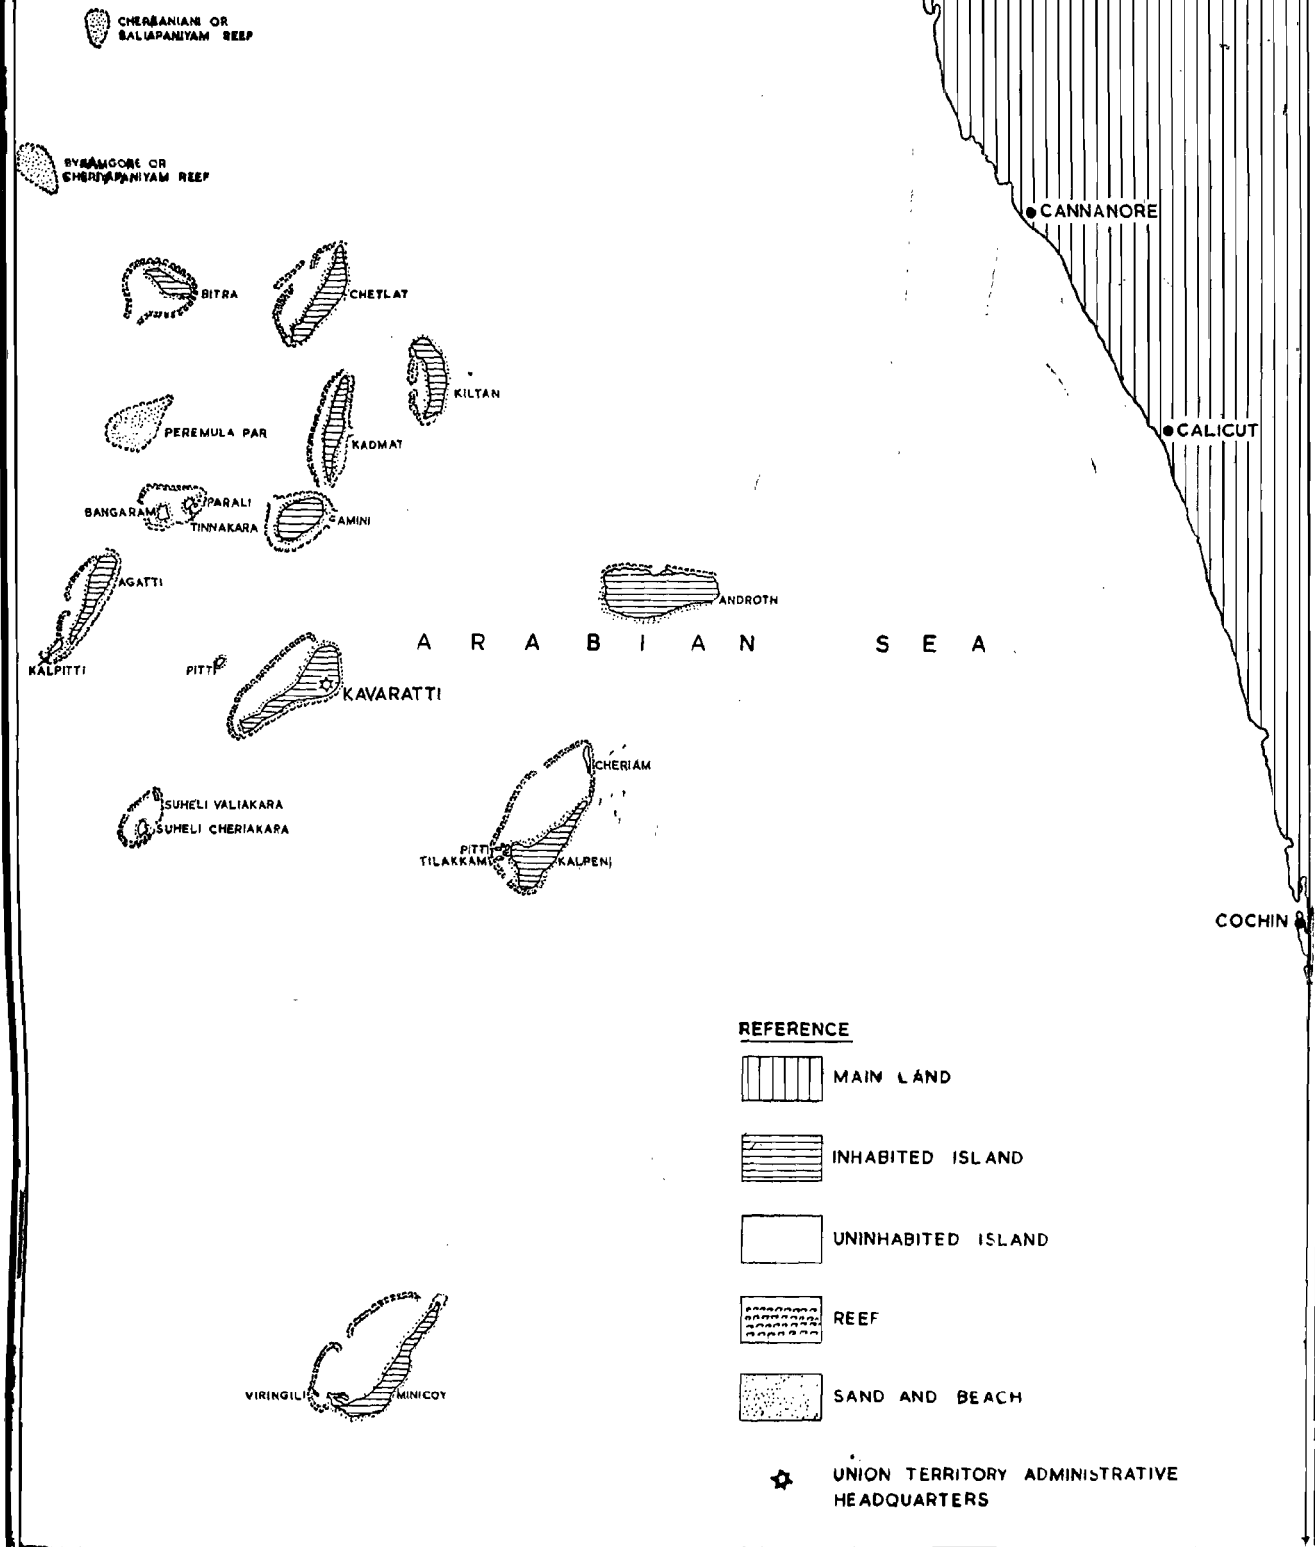 CHERBANIANI OR
BALIAPANIYAM REEF
BYRAMGORE OR
CHERIYAPANIYAM REEF
CANNANORE
BITRA
CHETLAT
KILTAN
PEREMULA PAR
CALICUT
KADMAT
BANGARAM
PARALI
TINNAKARA
AMINI
AGATTI
ANDROTH
ARABIAN SEA
KALPITTI
PITTI
KAVARATTI
CHERIAM
SUHELI VALIAKARA
SUHELI CHERIAKARA
PITTI
TILAKKAM
KALPENI
COCHIN
REFERENCE
MAIN LAND
INHABITED ISLAND
UNINHABITED ISLAND
REEF
VIRINGILI
MINICOY
SAND AND BEACH
UNION TERRITORY ADMINISTRATIVE
HEADQUARTERS